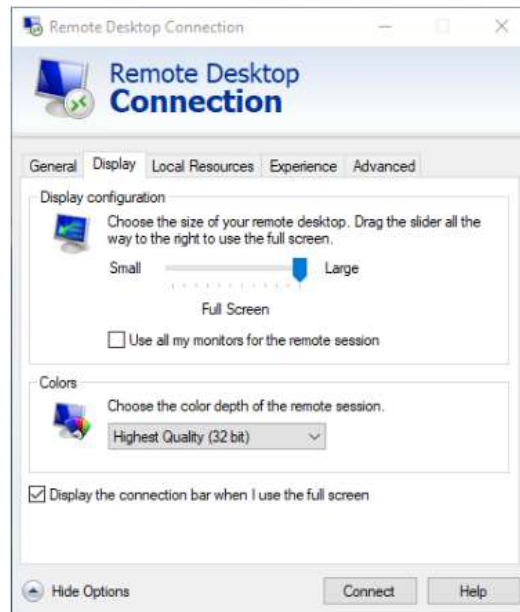 Remote Desktop Connection
Remote Desktop
Connection
General Display Local Resources Experience Advanced
Display configuration
Choose the size of your remote desktop. Drag the slider all the
way to the right to use the full screen.
Small Large
Full Screen
Use all my monitors for the remote session
Colors
Choose the color depth of the remote session.
Highest Quality (32 bit)
Display the connection bar when I use the full screen
Hide Options Connect Help